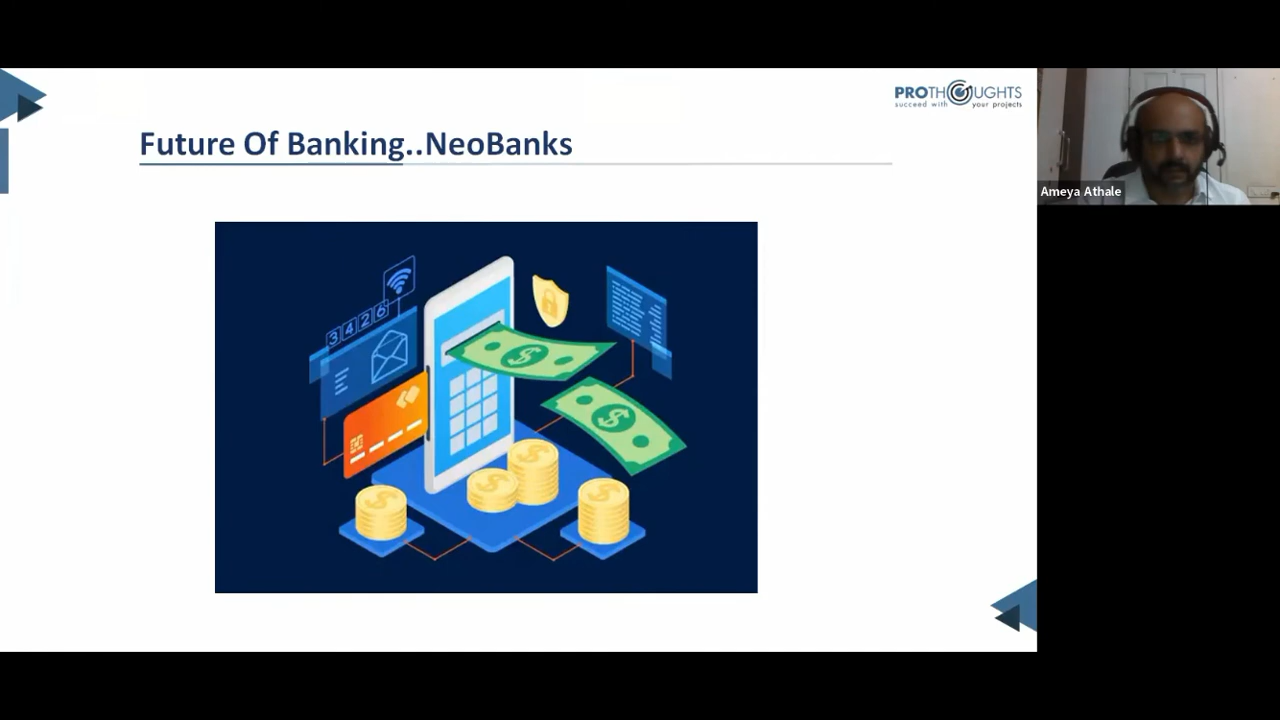 PROTHOUGHTS
succeed with your projects
Future Of Banking..NeoBanks
Ameya Athale
3426